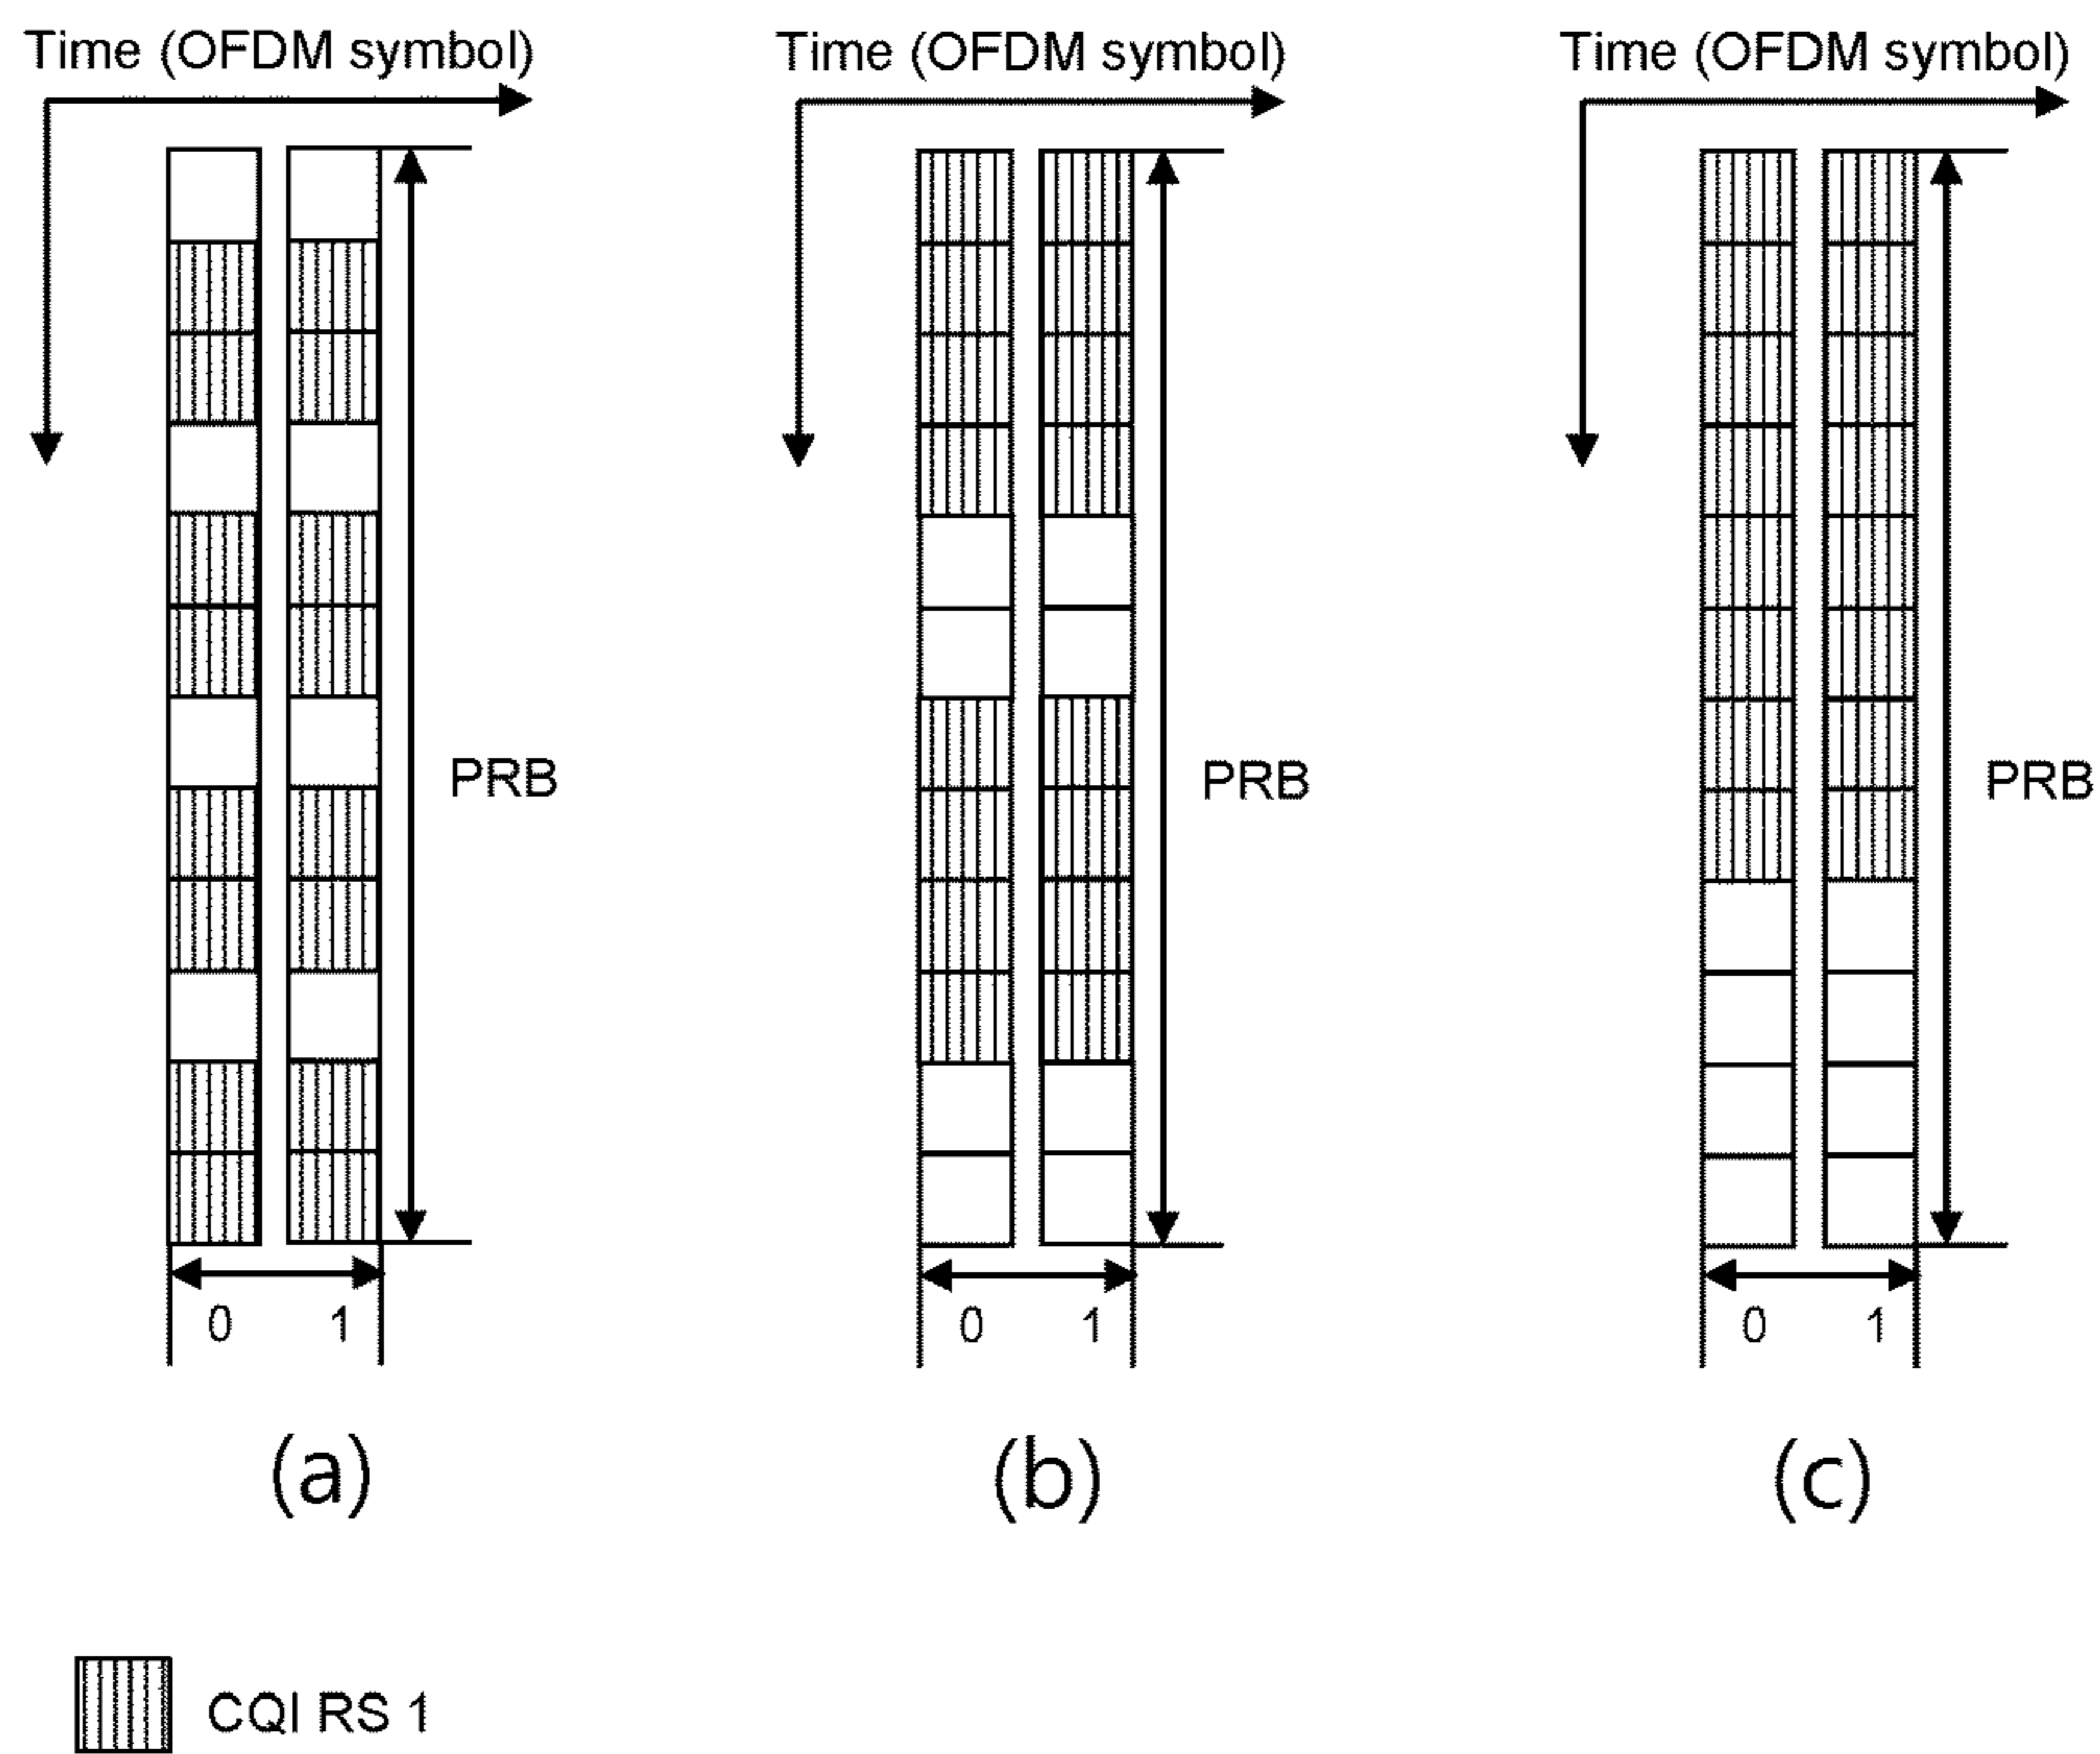 Time (OFDM symbol) Time (OFDM symbol) Time (OFDM symbol)
PRB PRB PRB
0 1 0 1 0 1
(a) (b) (c)
CQI RS 1